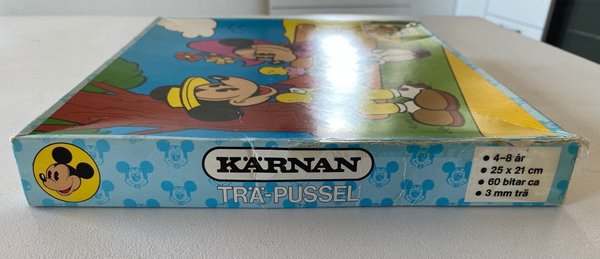 KÄRNAN
TRÄ-PUSSEL
• 4–8 år
• 25 x 21 cm
• 60 bitar ca
• 3 mm trä